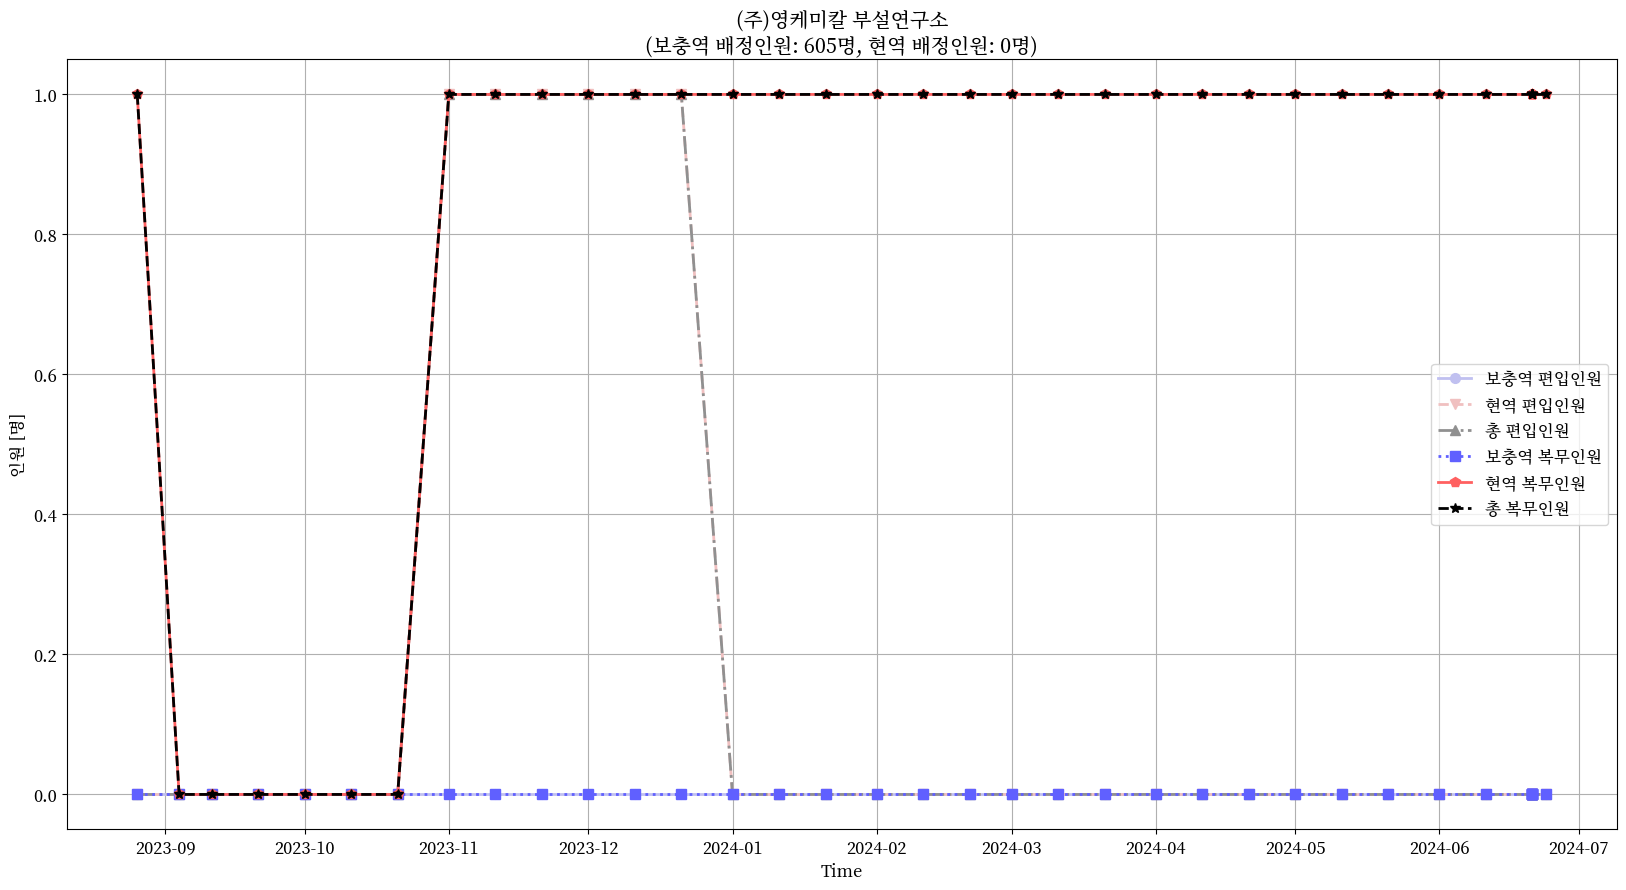 (주)영케미칼 부설연구소
(보충역 배정인원: 605명, 현역 배정인원: 0명)
1.0
0.8
0.6
0.4
0.2
0.0
인원 [명]
보충역 편입인원
현역 편입인원
총 편입인원
보충역 복무인원
현역 복무인원
총 복무인원
2023-09
2023-10
2023-11
2023-12
2024-01
2024-02
2024-03
2024-04
2024-05
2024-06
2024-07
Time